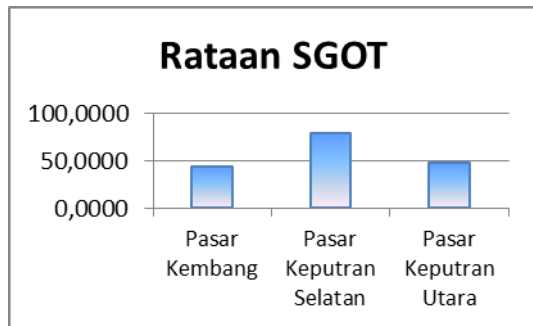 Rataan SGOT
100,0000
50,0000
0,0000
Pasar
Kembang
Pasar
Keputran
Selatan
Pasar
Keputran
Utara